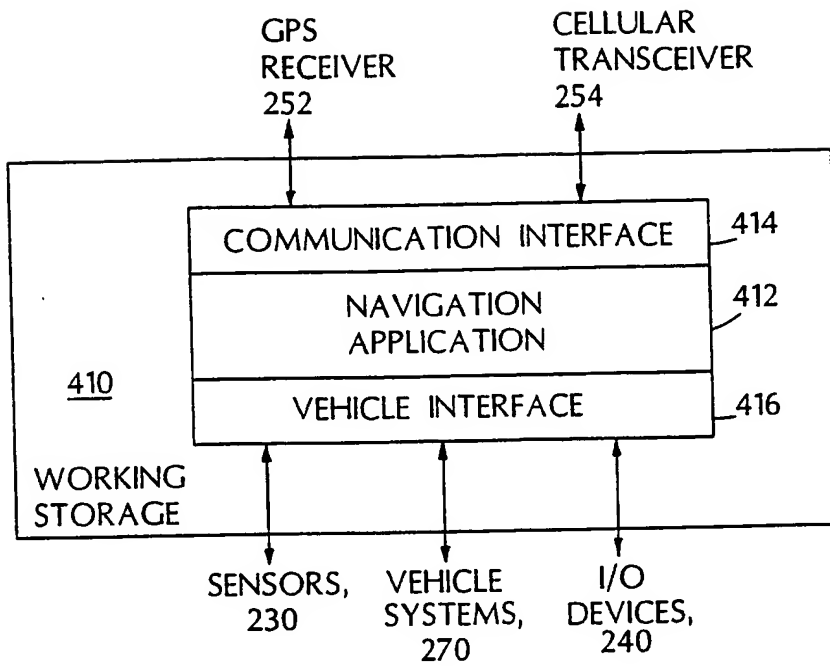 GPS
RECEIVER
252
CELLULAR
TRANSCEIVER
254
COMMUNICATION INTERFACE
414
NAVIGATION
APPLICATION
412
410
VEHICLE INTERFACE
416
WORKING
STORAGE
SENSORS,
230
VEHICLE
SYSTEMS,
270
I/O
DEVICES,
240